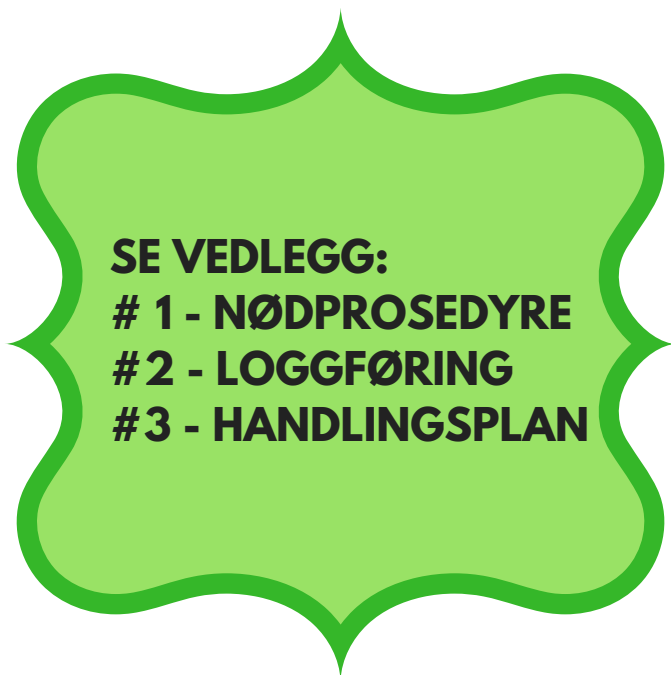 SE VEDLEGG:
# 1 - NØDPROSEDYRE
#2 - LOGGFØRING
#3 - HANDLINGSPLAN